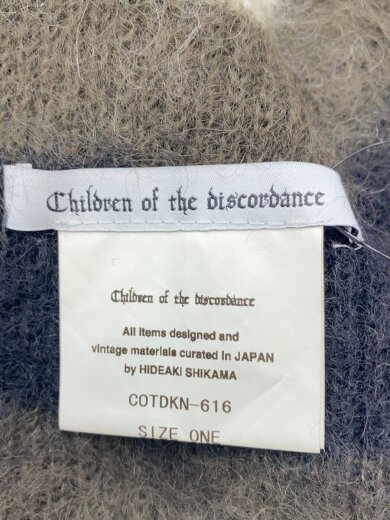 Children of the discordance
Children of the discordance
All items designed and
vintage materials curated in JAPAN
by HIDEAKI SHIKAMA
COTDKN-616
SIZE ONE